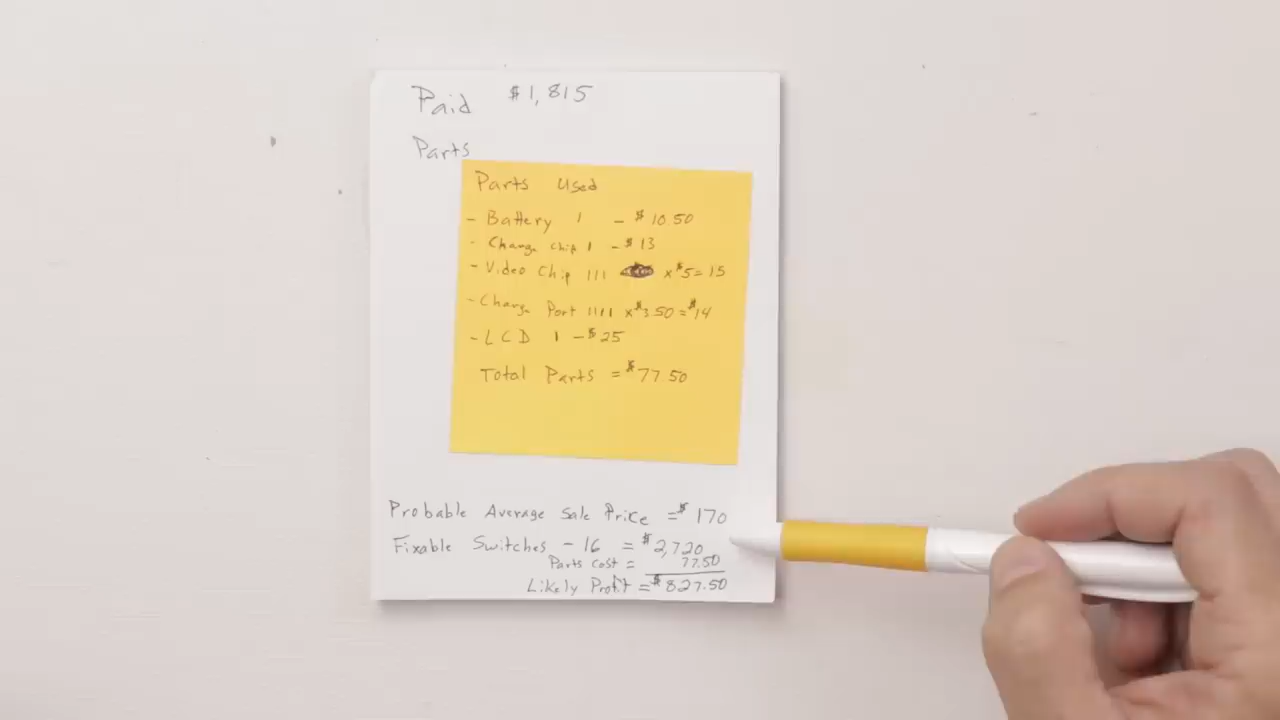 Paid $1,815
Parts
Parts Used
- Battery 1 - $10.50
- Charge Chip 1 - $13
- Video Chip 111 x $5 = 15
- Charge Port 1111 x $3.50 = $14
- LCD 1 - $25
Total Parts = $77.50
Probable Average Sale Price = $170
Fixable Switches - 16 = $2,720
Parts Cost = 77.50
Likely Profit = $827.50